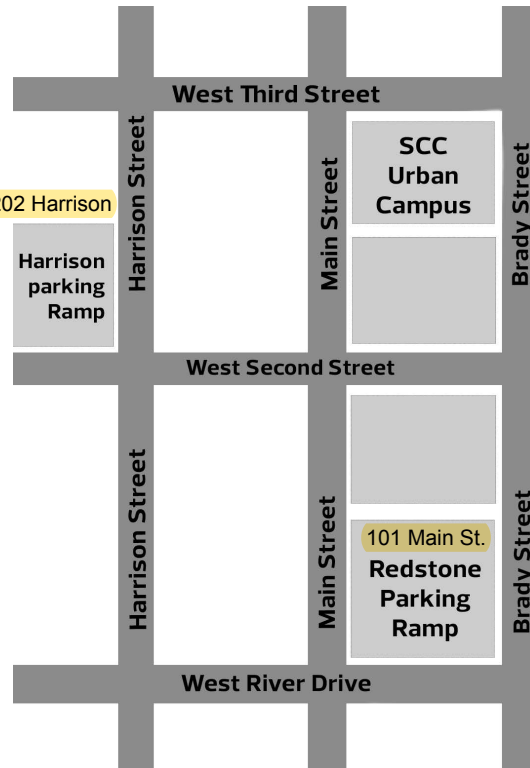 West Third Street
SCC
Urban
Campus
Harrison Street
Main Street
Brady Street
202 Harrison
Harrison
parking
Ramp
West Second Street
Harrison Street
Main Street
Brady Street
101 Main St.
Redstone
Parking
Ramp
West River Drive